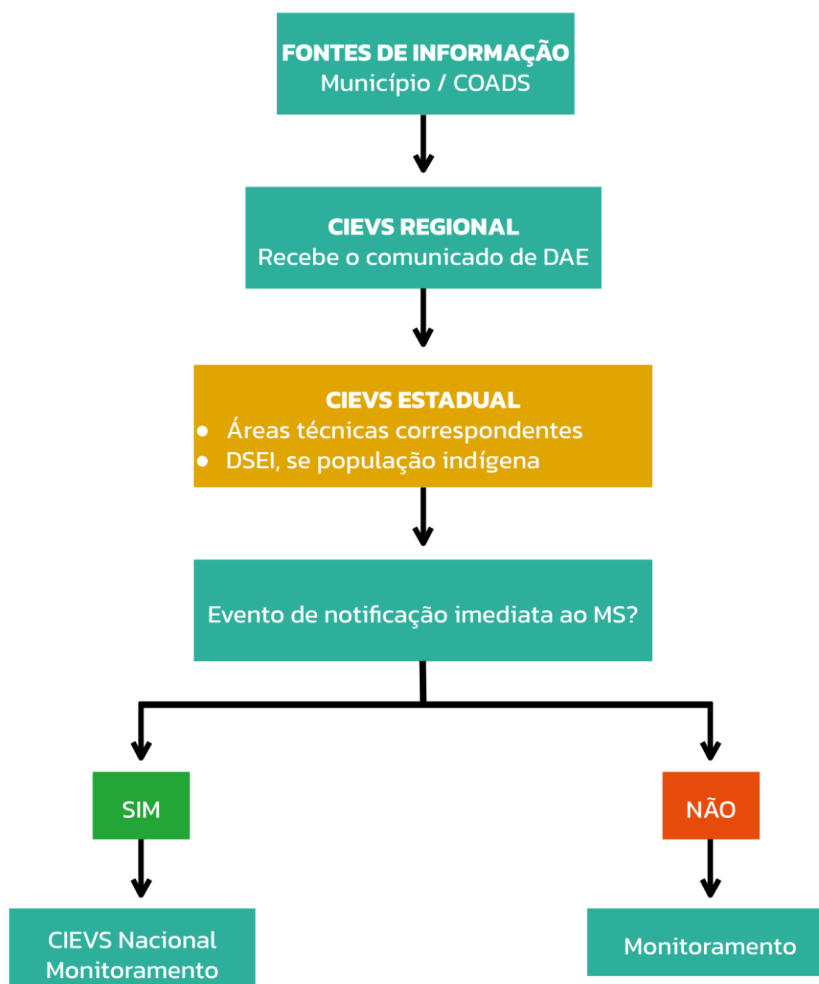 FONTES DE INFORMAÇÃO
Município / COADS
CIEVS REGIONAL
Recebe o comunicado de DAE
CIEVS ESTADUAL
● Áreas técnicas correspondentes
● DSEI, se população indígena
Evento de notificação imediata ao MS?
SIM
NÃO
CIEVS Nacional
Monitoramento
Monitoramento